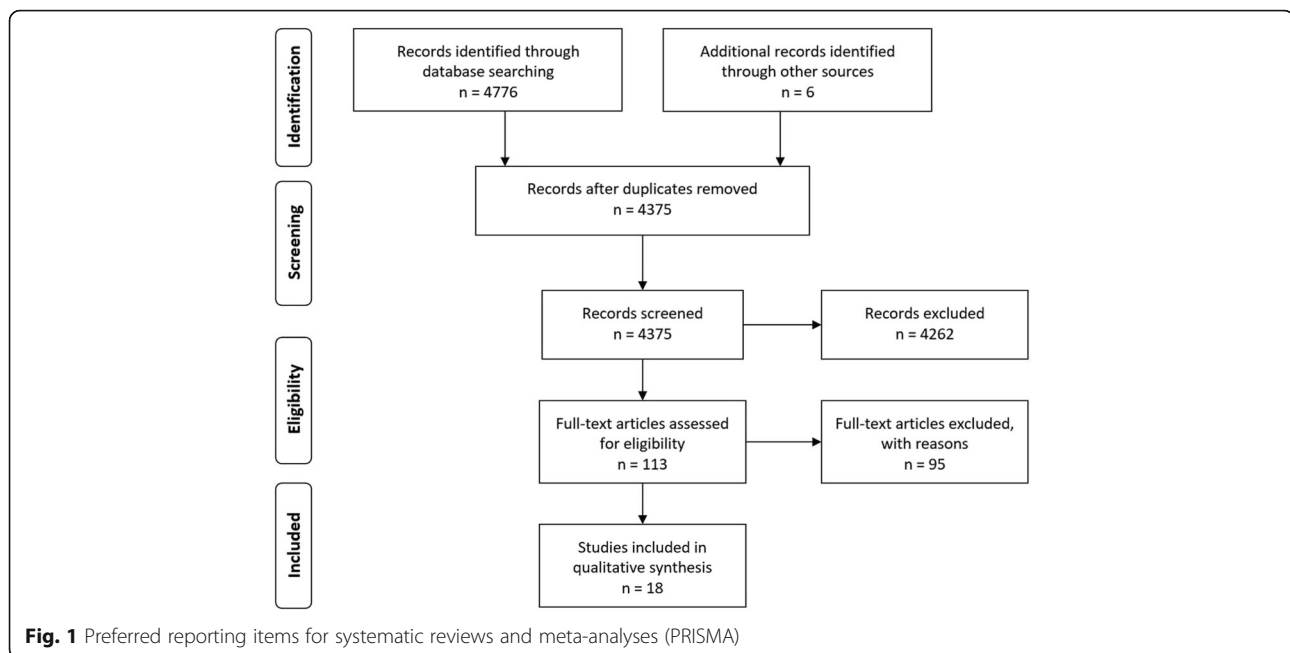 Identification
Records identified through
database searching
n = 4776
Additional records identified
through other sources
n = 6
Screening
Records after duplicates removed
n = 4375
Records screened
n = 4375
Records excluded
n = 4262
Eligibility
Full-text articles assessed
for eligibility
n = 113
Full-text articles excluded,
with reasons
n = 95
Included
Studies included in
qualitative synthesis
n = 18
Fig. 1 Preferred reporting items for systematic reviews and meta-analyses (PRISMA)